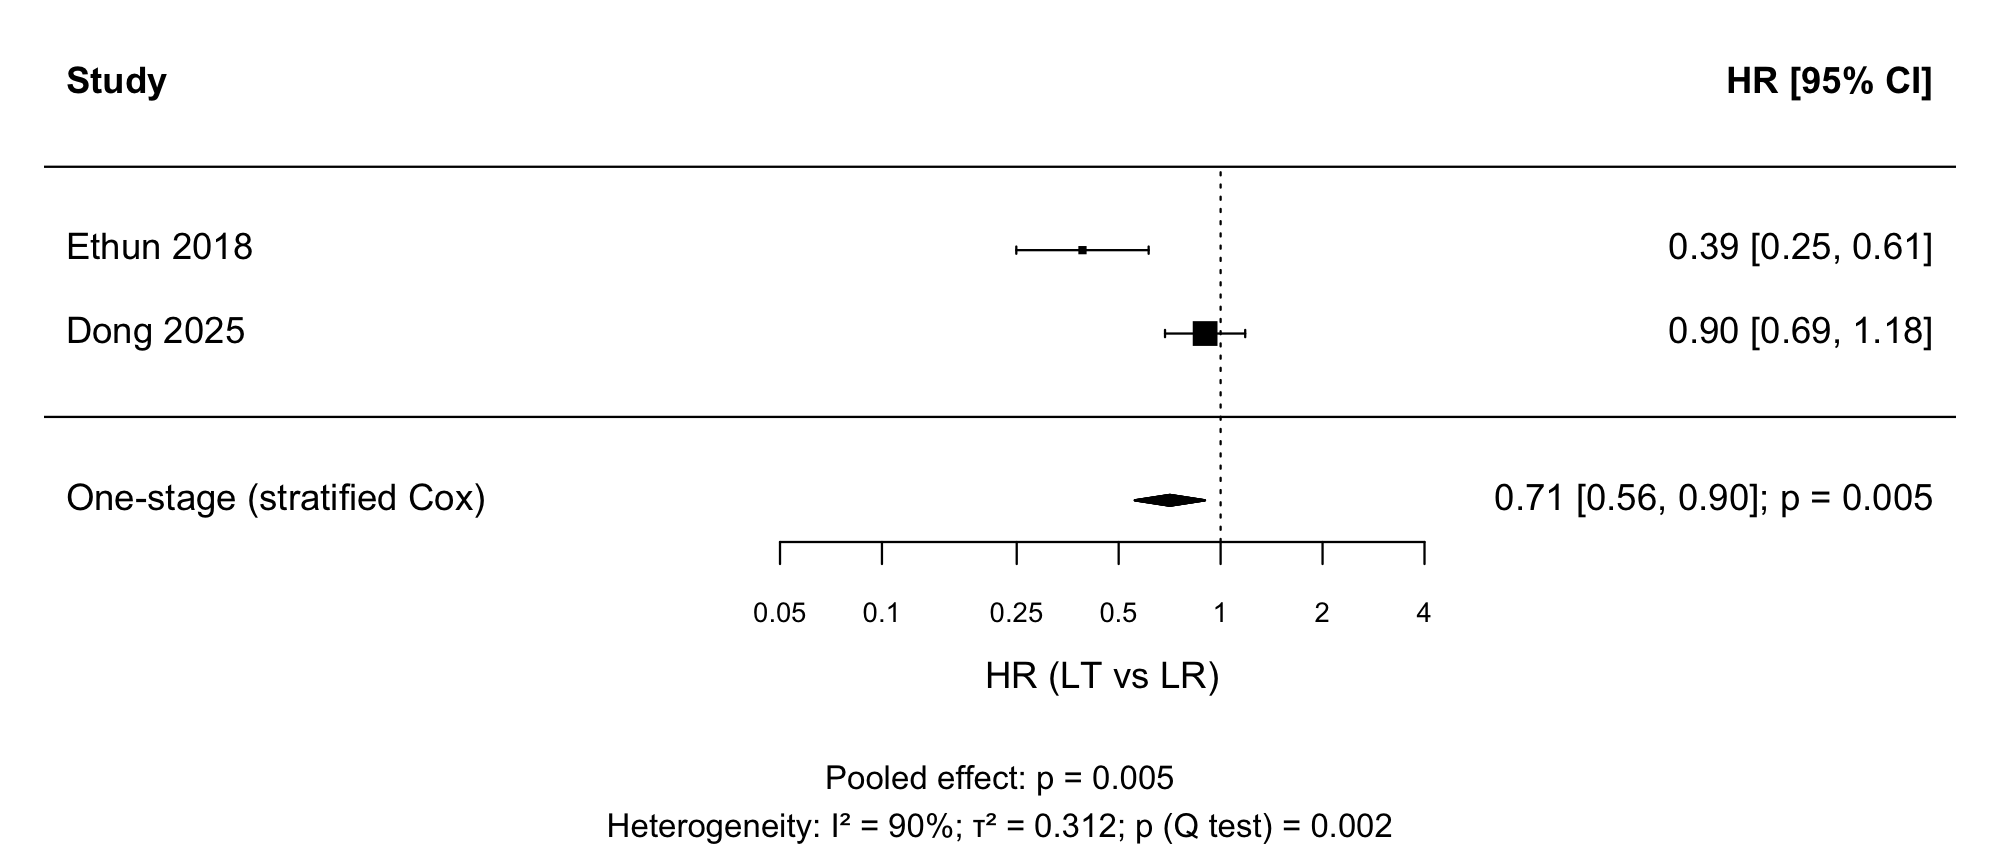 Study HR [95% CI]
Ethun 2018 0.39 [0.25, 0.61]
Dong 2025 0.90 [0.69, 1.18]
One-stage (stratified Cox) 0.71 [0.56, 0.90]; p = 0.005
0.05 0.1 0.25 0.5 1 2 4
HR (LT vs LR)
Pooled effect: p = 0.005
Heterogeneity: I² = 90%; τ² = 0.312; p (Q test) = 0.002